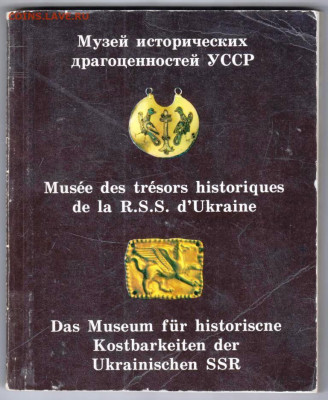 COINS.LAVE.RU
Музей исторических
драгоценностей УССР
Musée des trésors historiques
de la R.S.S. d'Ukraine
Das Museum für historiscne
Kostbarkeiten der
Ukrainischen SSR